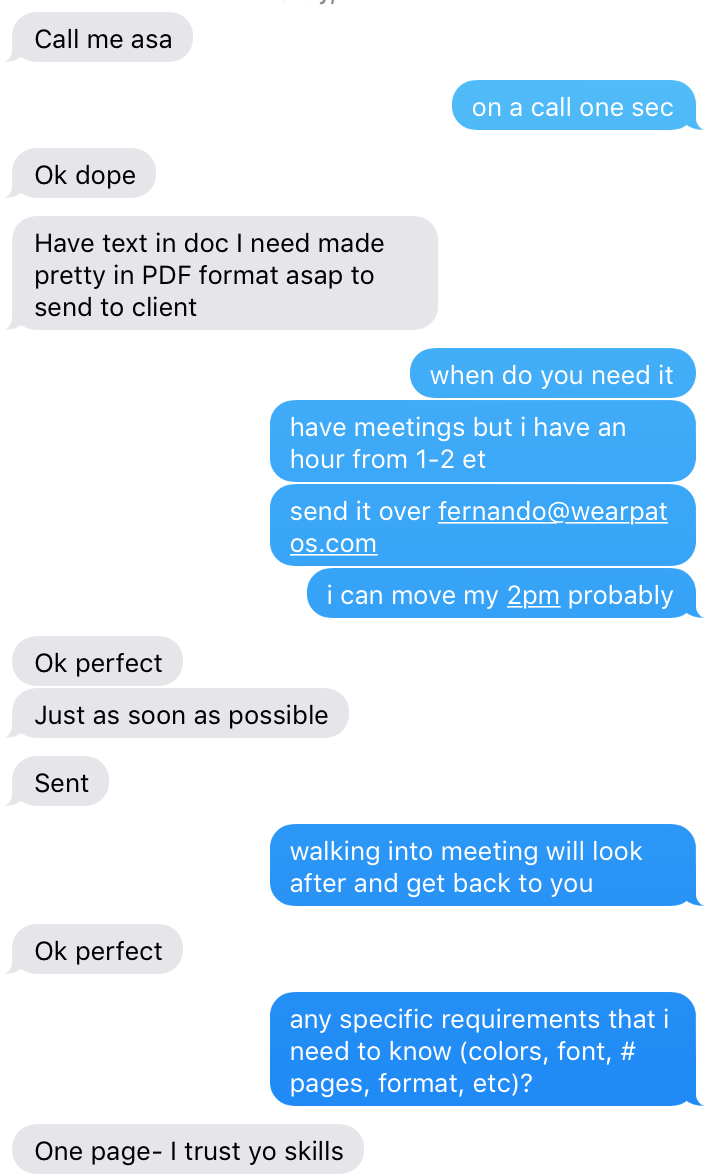 Call me asa
on a call one sec
Ok dope
Have text in doc I need made
pretty in PDF format asap to
send to client
when do you need it
have meetings but i have an
hour from 1-2 et
send it over fernando@wearpat
os.com
i can move my 2pm probably
Ok perfect
Just as soon as possible
Sent
walking into meeting will look
after and get back to you
Ok perfect
any specific requirements that i
need to know (colors, font, #
pages, format, etc)?
One page- I trust yo skills